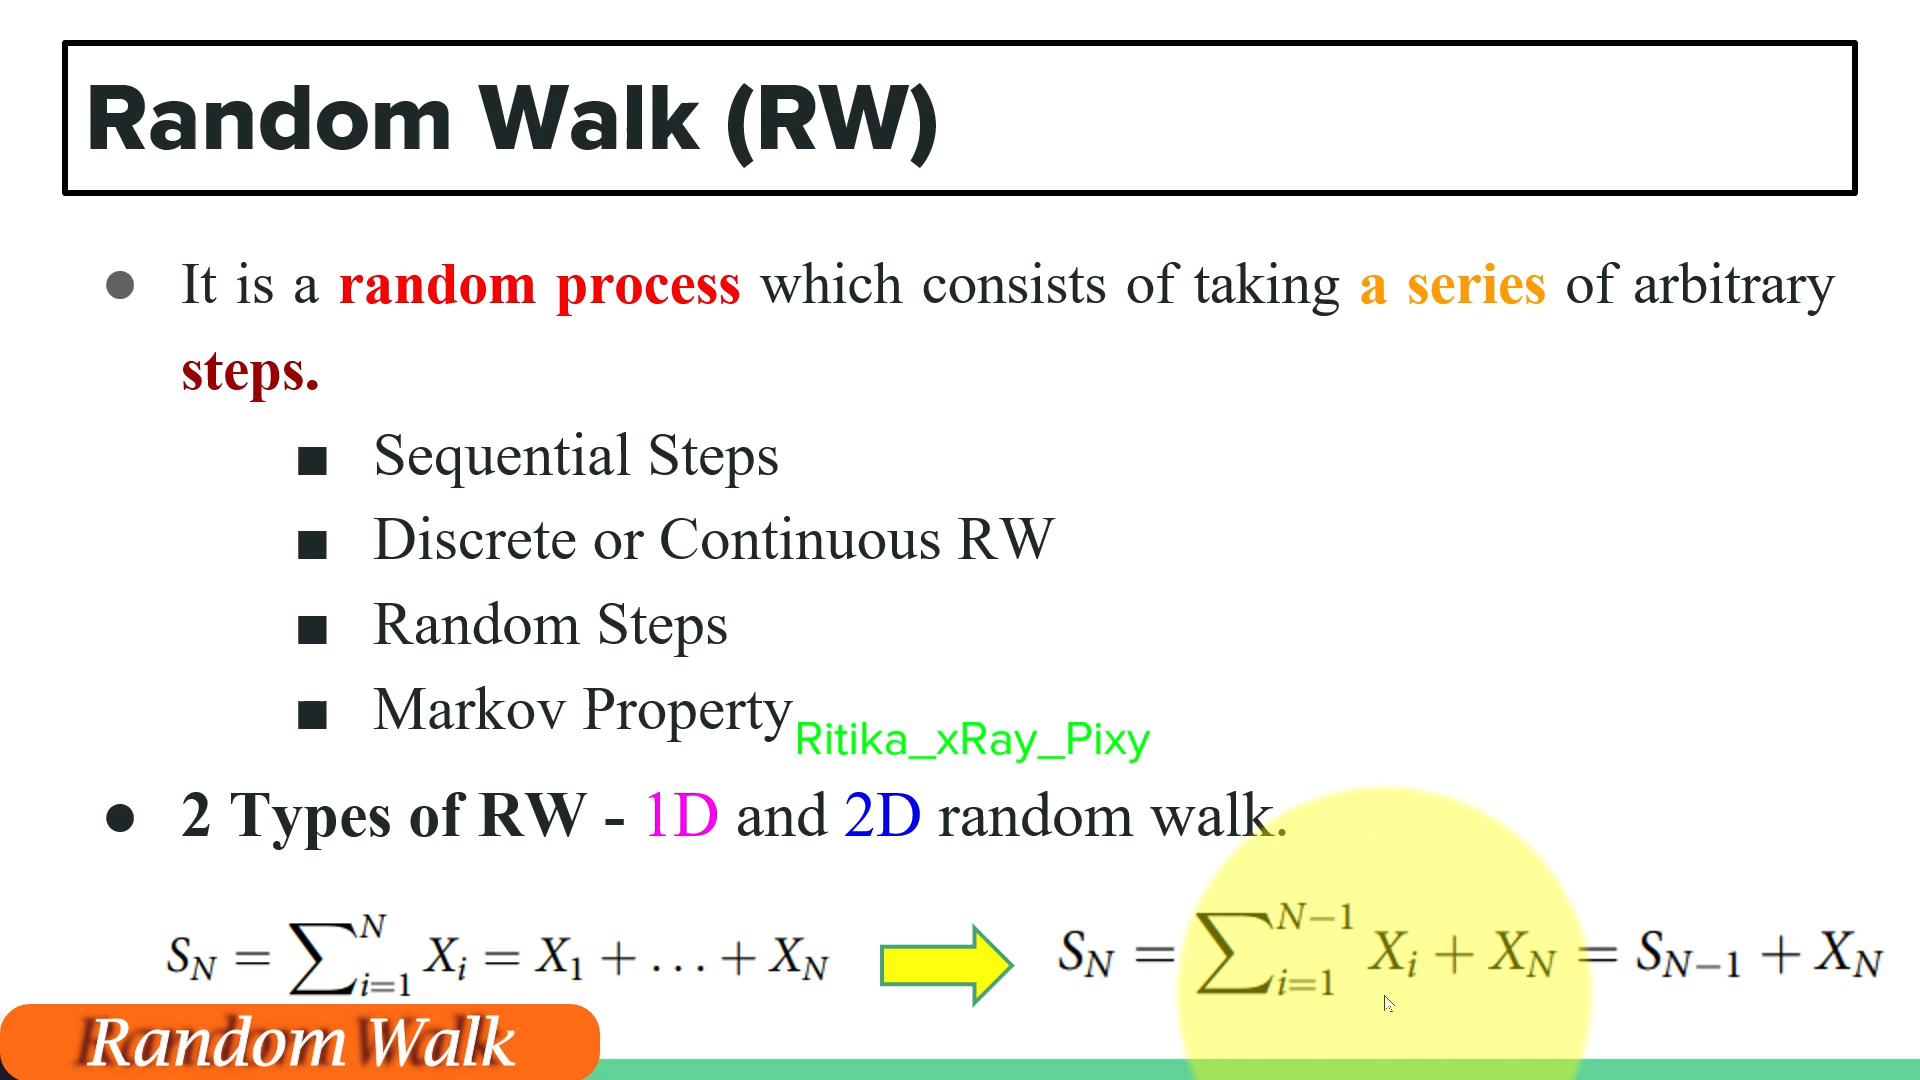 Random Walk (RW)
● It is a random process which consists of taking a series of arbitrary
steps.
■ Sequential Steps
■ Discrete or Continuous RW
■ Random Steps
■ Markov Property
Ritika_xRay_Pixy
● 2 Types of RW - 1D and 2D random walk.
S_N = ∑_{i=1}^{N} X_i = X_1 + ... + X_N
S_N = ∑_{i=1}^{N−1} X_i + X_N = S_{N−1} + X_N
Random Walk